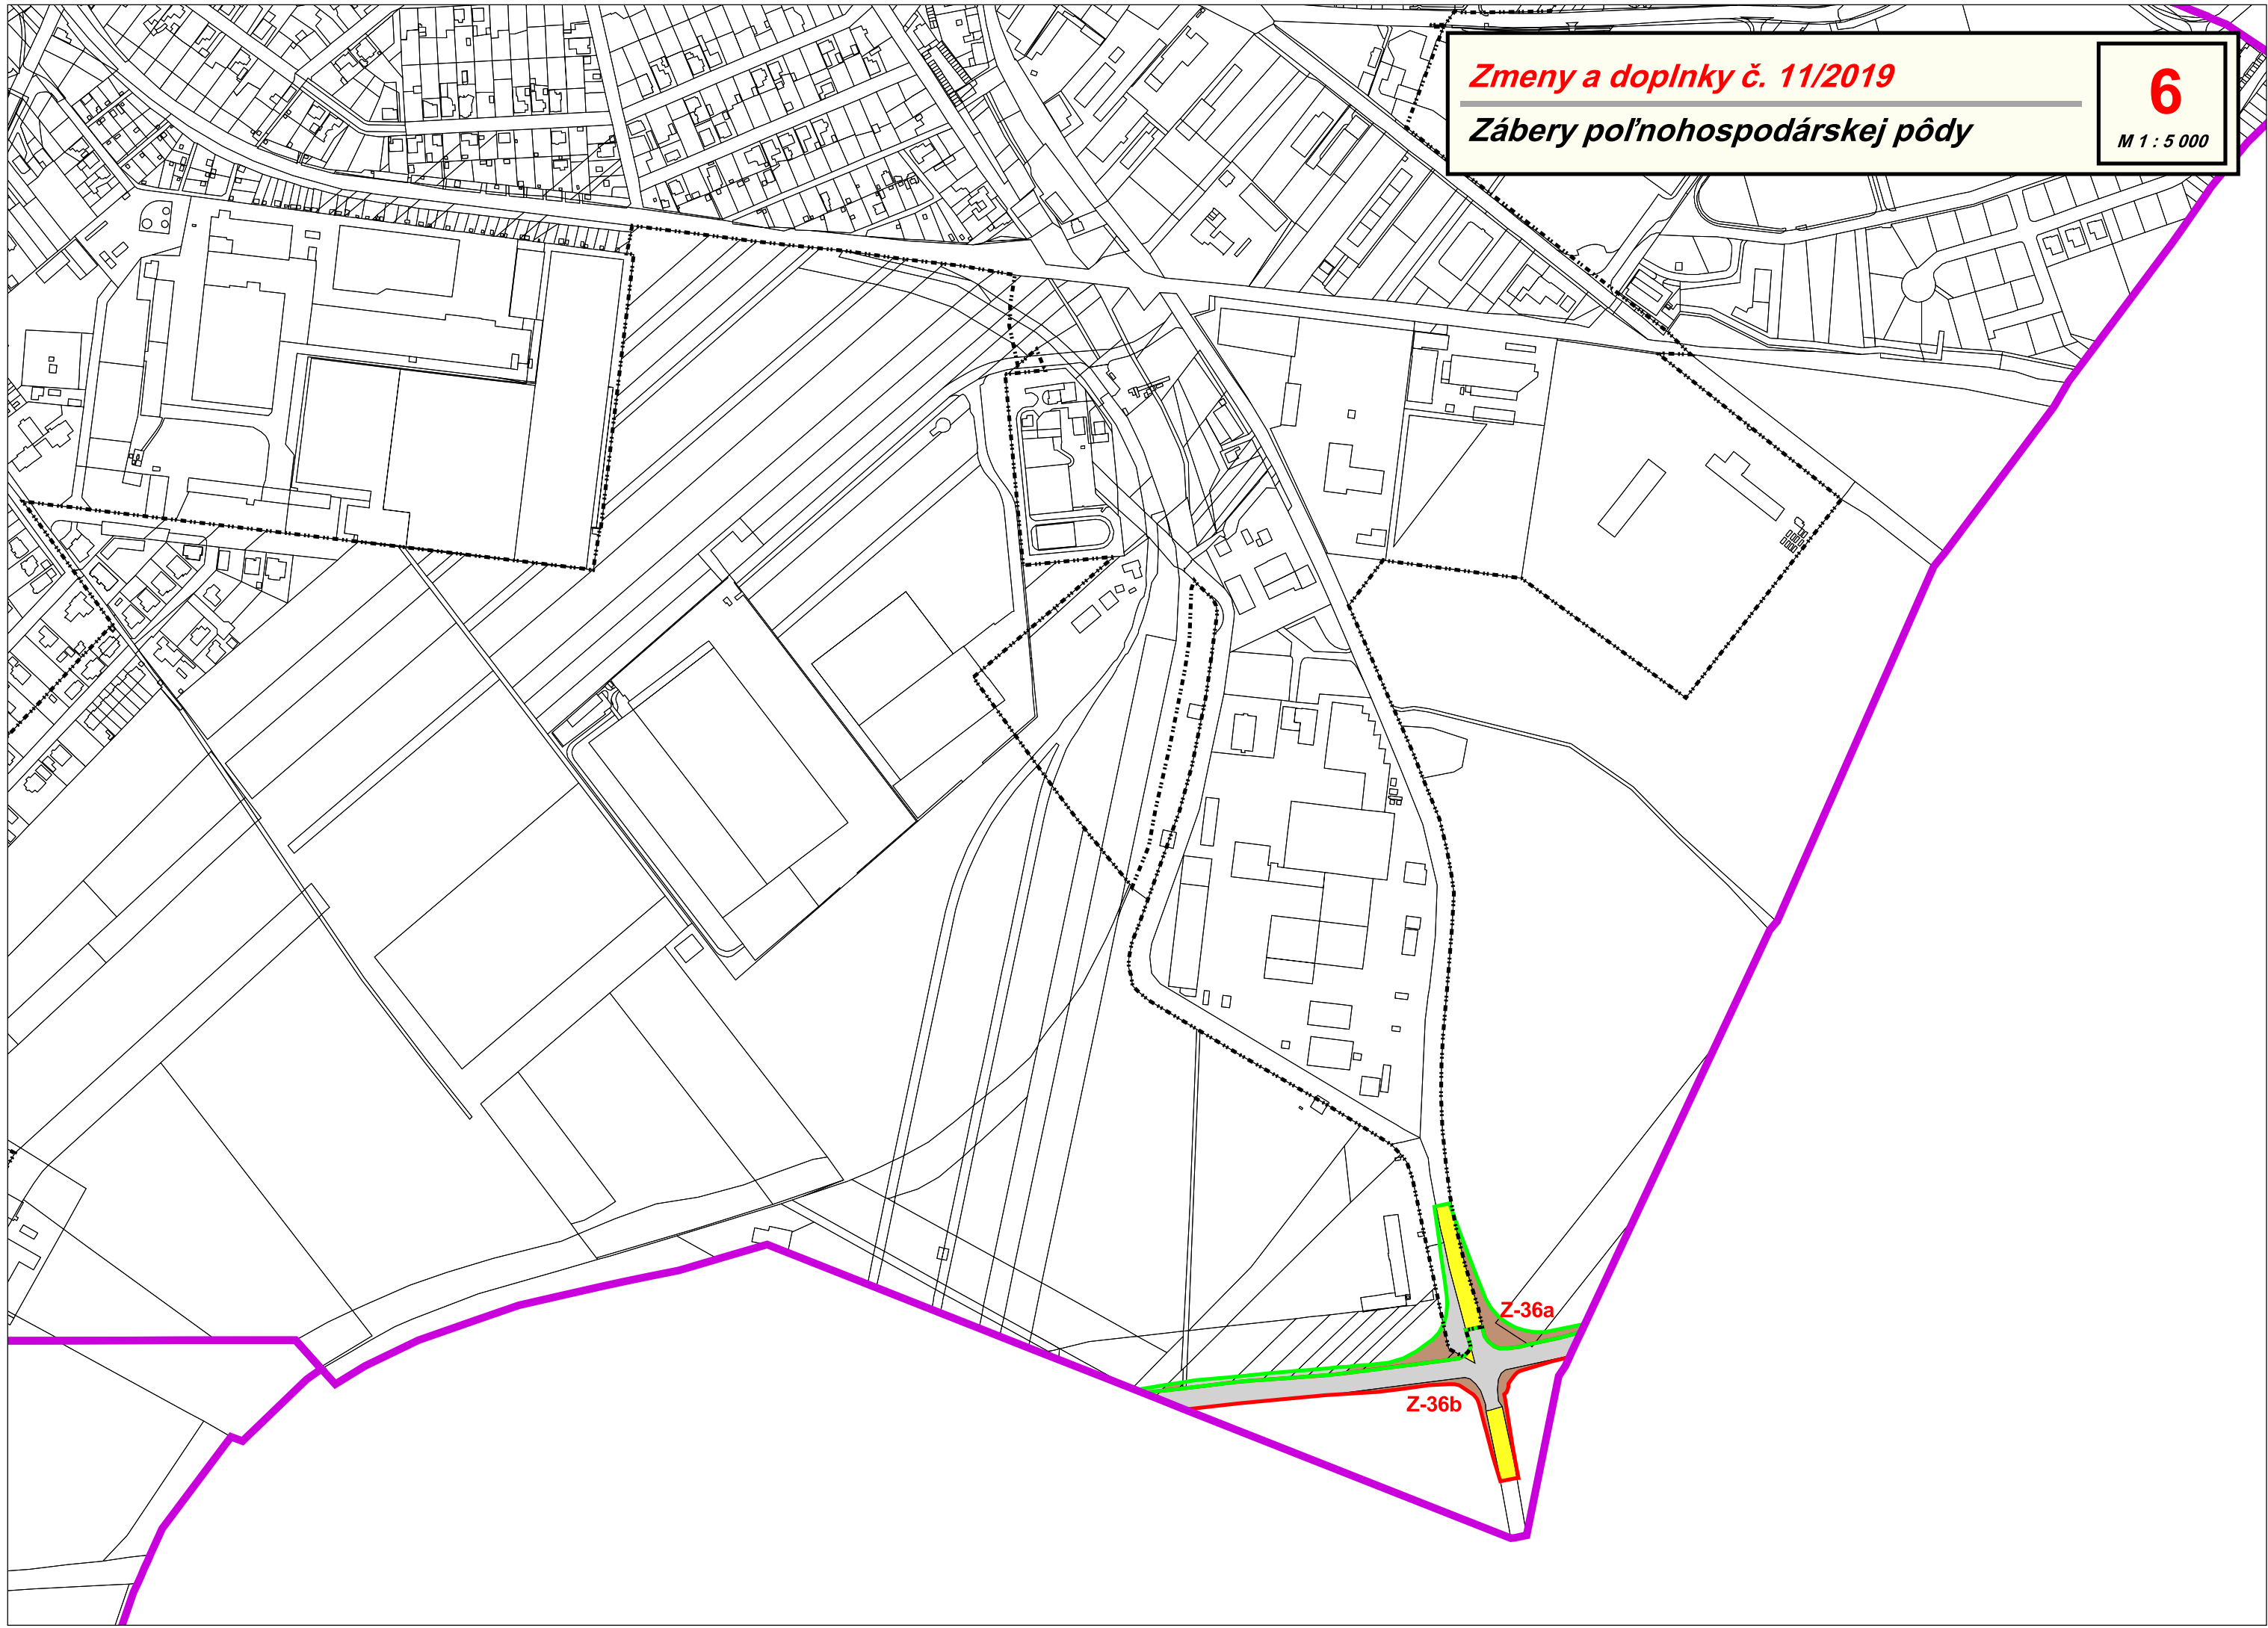 Zmeny a doplnky č. 11/2019
Zábery poľnohospodárskej pôdy
6
M 1 : 5 000
Z-36a
Z-36b